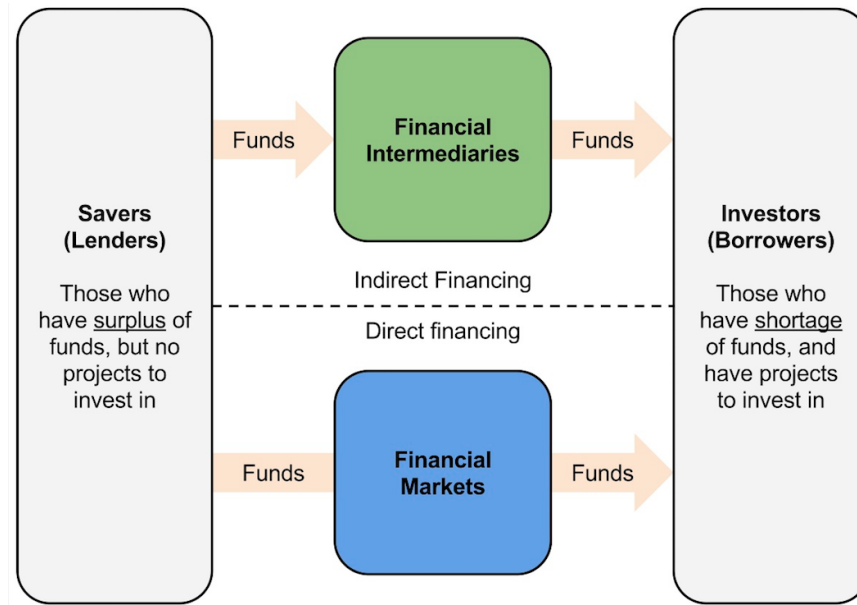 Savers
(Lenders)
Those who
have surplus of
funds, but no
projects to
invest in
Funds
Financial
Intermediaries
Funds
Indirect Financing
Direct financing
Funds
Financial
Markets
Funds
Investors
(Borrowers)
Those who
have shortage
of funds, and
have projects
to invest in